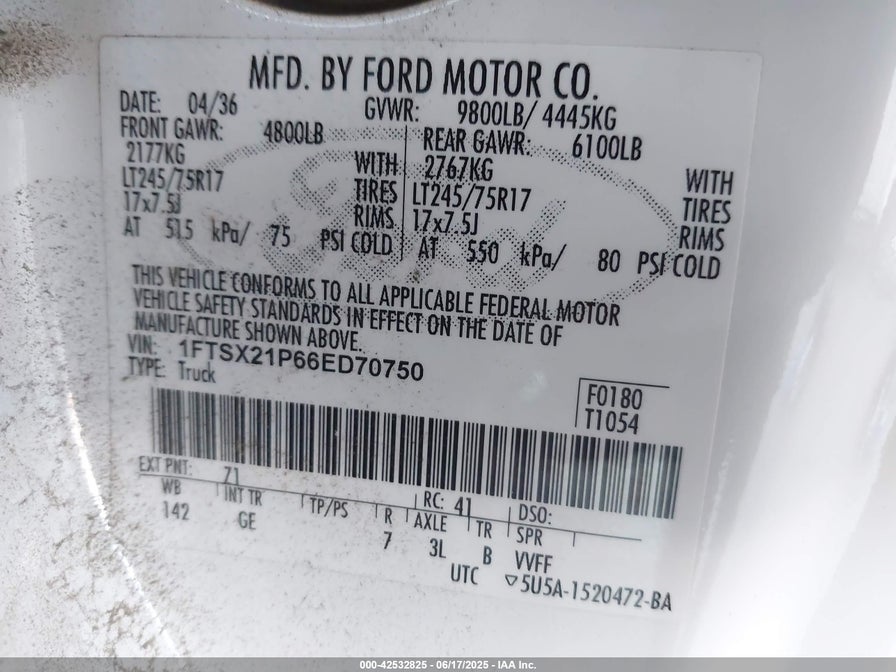 MFD. BY FORD MOTOR CO.
DATE: 04/36 GVWR: 9800LB/ 4445KG
FRONT GAWR: 4800LB REAR GAWR: 6100LB
2177KG WITH 2767KG WITH
LT245/75R17 TIRES LT245/75R17 TIRES
17x7.5J RIMS 17x7.5J RIMS
AT 515 kPa/ 75 PSI COLD AT 550 kPa/ 80 PSI COLD
Ford
THIS VEHICLE CONFORMS TO ALL APPLICABLE FEDERAL MOTOR
VEHICLE SAFETY STANDARDS IN EFFECT ON THE DATE OF
MANUFACTURE SHOWN ABOVE.
VIN: 1FTSX21P66ED70750
TYPE: Truck
F0180
T1054
EXT PNT: Z1 RC: 41 DSO:
WB INT TR TP/PS R AXLE TR SPR
142 GE 7 3L B VVFF
UTC ▽5U5A-1520472-BA
000-42532825 - 06/17/2025 - IAA Inc.